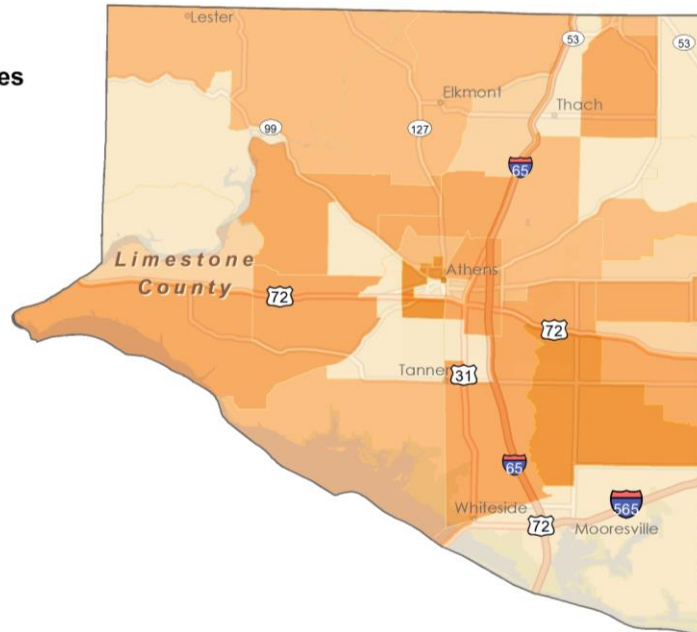 Lester
es
53
53
Elkmont
Thach
99
127
65
Limestone
County
Athens
72
72
Tanner
31
65
Whiteside
565
72
Mooresville